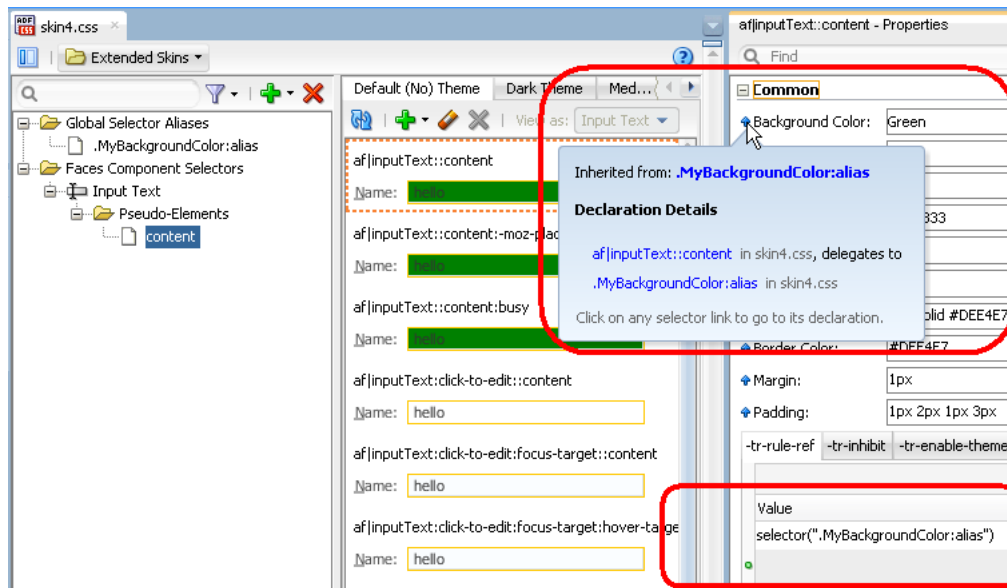 ADF
CSS
skin4.css
af|inputText::content - Properties
Extended Skins
Find
Default (No) Theme
Dark Theme
Med...
Common
Global Selector Aliases
.MyBackgroundColor:alias
Faces Component Selectors
Input Text
Pseudo-Elements
content
View as:
Input Text
Background Color:
Green
af|inputText::content
Name:
hello
Inherited from: .MyBackgroundColor:alias
Declaration Details
af|inputText::content in skin4.css, delegates to
.MyBackgroundColor:alias in skin4.css
Click on any selector link to go to its declaration.
333
olid #DEE4E7
af|inputText::content:-moz-plac
Name:
hello
af|inputText::content:busy
Name:
hello
Border Color:
#DEE4E7
af|inputText:click-to-edit::content
Name:
hello
Margin:
1px
Padding:
1px 2px 1px 3px
af|inputText:click-to-edit:focus-target::content
Name:
hello
-tr-rule-ref
-tr-inhibit
-tr-enable-theme
af|inputText:click-to-edit:focus-target:hover-targe
Name:
hello
Value
selector(".MyBackgroundColor:alias")